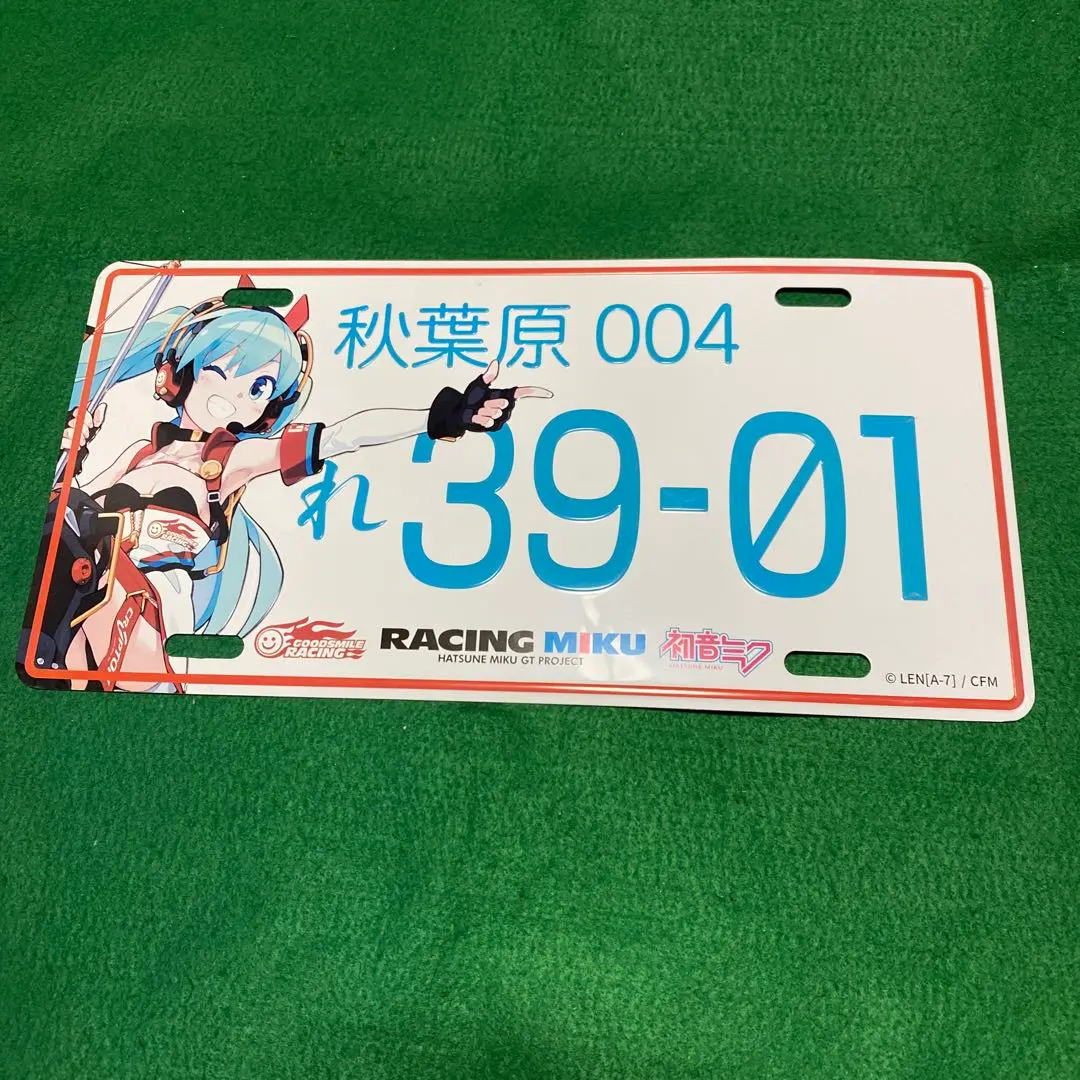 秋葉原 004
れ 39-01
GOODSMILE RACING
RACING MIKU
HATSUNE MIKU GT PROJECT
初音ミク
HATSUNE MIKU
© LEN[A-7] / CFM